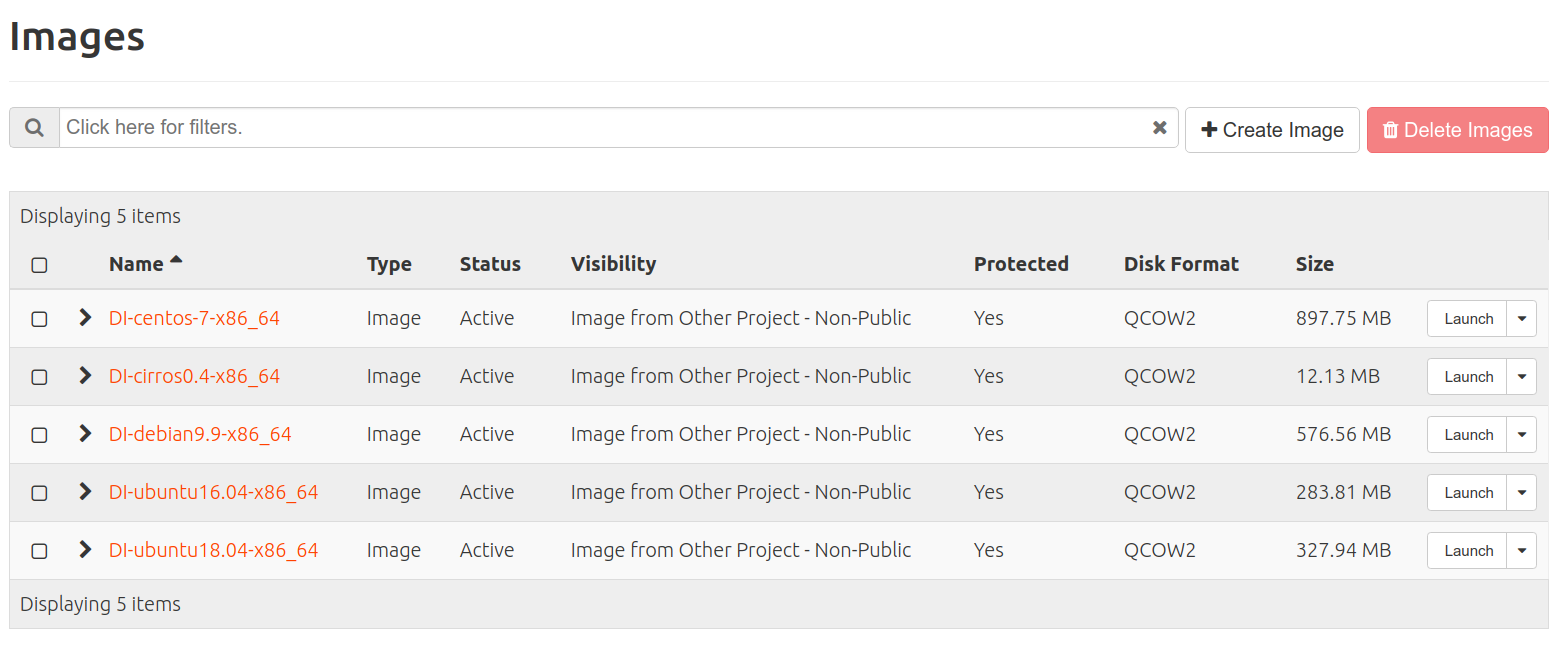 Images
Click here for filters.
Create Image
Delete Images
Displaying 5 items
Name Type Status Visibility Protected Disk Format Size
DI-centos-7-x86_64 Image Active Image from Other Project - Non-Public Yes QCOW2 897.75 MB Launch
DI-cirros0.4-x86_64 Image Active Image from Other Project - Non-Public Yes QCOW2 12.13 MB Launch
DI-debian9.9-x86_64 Image Active Image from Other Project - Non-Public Yes QCOW2 576.56 MB Launch
DI-ubuntu16.04-x86_64 Image Active Image from Other Project - Non-Public Yes QCOW2 283.81 MB Launch
DI-ubuntu18.04-x86_64 Image Active Image from Other Project - Non-Public Yes QCOW2 327.94 MB Launch
Displaying 5 items